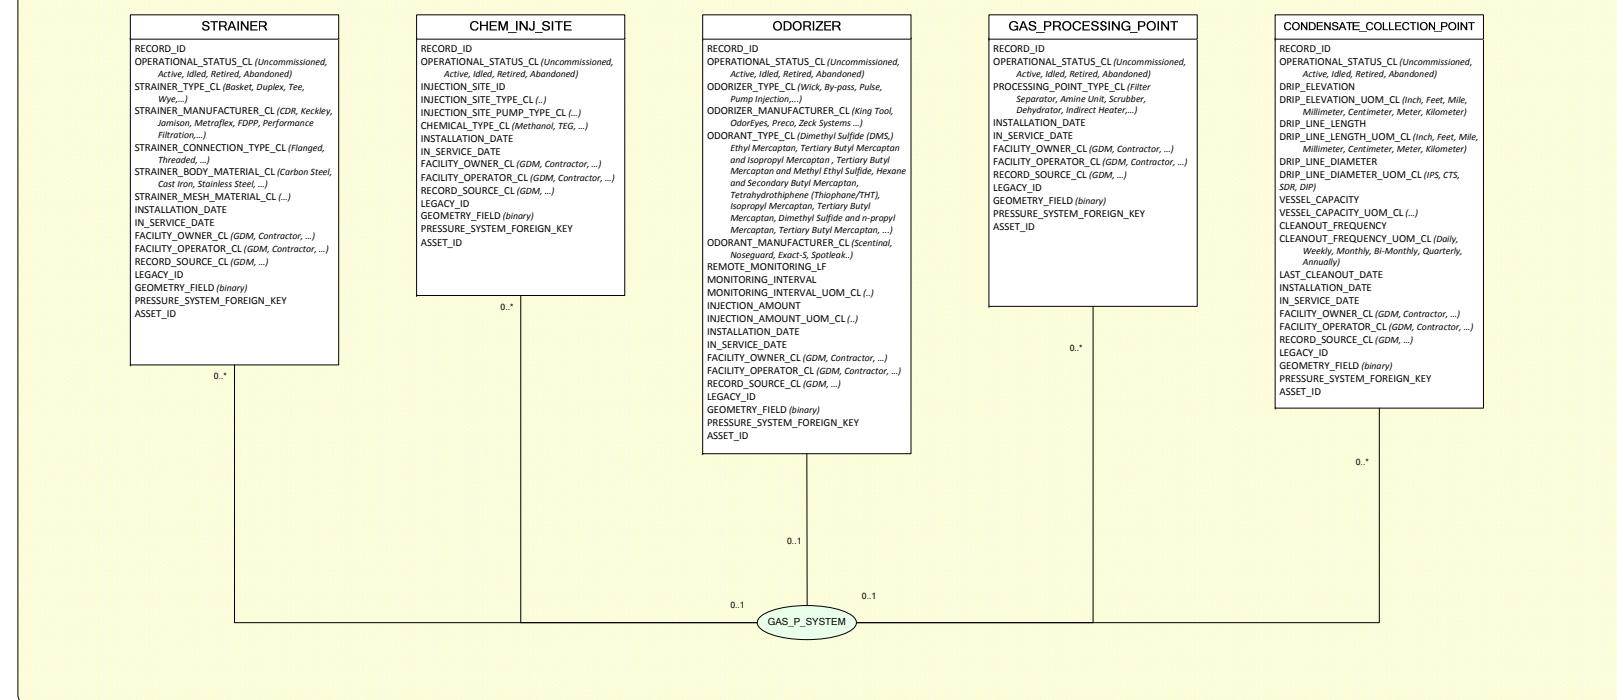 STRAINER
RECORD_ID
OPERATIONAL_STATUS_CL (Uncommissioned,
Active, Idled, Retired, Abandoned)
STRAINER_TYPE_CL (Basket, Duplex, Tee,
Wye,...)
STRAINER_MANUFACTURER_CL (CDR, Keckley,
Jamison, Metraflex, FDPP, Performance
Filtration,...)
STRAINER_CONNECTION_TYPE_CL (Flanged,
Threaded, ...)
STRAINER_BODY_MATERIAL_CL (Carbon Steel,
Cast Iron, Stainless Steel, ...)
STRAINER_MESH_MATERIAL_CL (...)
INSTALLATION_DATE
IN_SERVICE_DATE
FACILITY_OWNER_CL (GDM, Contractor, ...)
FACILITY_OPERATOR_CL (GDM, Contractor, ...)
RECORD_SOURCE_CL (GDM, ...)
LEGACY_ID
GEOMETRY_FIELD (binary)
PRESSURE_SYSTEM_FOREIGN_KEY
ASSET_ID
0..*
CHEM_INJ_SITE
RECORD_ID
OPERATIONAL_STATUS_CL (Uncommissioned,
Active, Idled, Retired, Abandoned)
INJECTION_SITE_ID
INJECTION_SITE_TYPE_CL (..)
INJECTION_SITE_PUMP_TYPE_CL (...)
CHEMICAL_TYPE_CL (Methanol, TEG, ...)
INSTALLATION_DATE
IN_SERVICE_DATE
FACILITY_OWNER_CL (GDM, Contractor, ...)
FACILITY_OPERATOR_CL (GDM, Contractor, ...)
RECORD_SOURCE_CL (GDM, ...)
LEGACY_ID
GEOMETRY_FIELD (binary)
PRESSURE_SYSTEM_FOREIGN_KEY
ASSET_ID
0..*
ODORIZER
RECORD_ID
OPERATIONAL_STATUS_CL (Uncommissioned,
Active, Idled, Retired, Abandoned)
ODORIZER_TYPE_CL (Wick, By-pass, Pulse,
Pump Injection,...)
ODORIZER_MANUFACTURER_CL (King Tool,
OdorEyes, Preco, Zeck Systems ...)
ODORANT_TYPE_CL (Dimethyl Sulfide (DMS,)
Ethyl Mercaptan, Tertiary Butyl Mercaptan
and Isopropyl Mercaptan , Tertiary Butyl
Mercaptan and Methyl Ethyl Sulfide, Hexane
and Secondary Butyl Mercaptan,
Tetrahydrothiphene (Thiophane/THT),
Isopropyl Mercaptan, Tertiary Butyl
Mercaptan, Dimethyl Sulfide and n-propyl
Mercaptan, Tertiary Butyl Mercaptan, ...)
ODORANT_MANUFACTURER_CL (Scentinal,
Noseguard, Exact-S, Spotleak..)
REMOTE_MONITORING_LF
MONITORING_INTERVAL
MONITORING_INTERVAL_UOM_CL (..)
INJECTION_AMOUNT
INJECTION_AMOUNT_UOM_CL (..)
INSTALLATION_DATE
IN_SERVICE_DATE
FACILITY_OWNER_CL (GDM, Contractor, ...)
FACILITY_OPERATOR_CL (GDM, Contractor, ...)
RECORD_SOURCE_CL (GDM, ...)
LEGACY_ID
GEOMETRY_FIELD (binary)
PRESSURE_SYSTEM_FOREIGN_KEY
ASSET_ID
0..1
GAS_PROCESSING_POINT
RECORD_ID
OPERATIONAL_STATUS_CL (Uncommissioned,
Active, Idled, Retired, Abandoned)
PROCESSING_POINT_TYPE_CL (Filter
Separator, Amine Unit, Scrubber,
Dehydrator, Indirect Heater,...)
INSTALLATION_DATE
IN_SERVICE_DATE
FACILITY_OWNER_CL (GDM, Contractor, ...)
FACILITY_OPERATOR_CL (GDM, Contractor, ...)
RECORD_SOURCE_CL (GDM, ...)
LEGACY_ID
GEOMETRY_FIELD (binary)
PRESSURE_SYSTEM_FOREIGN_KEY
ASSET_ID
0..*
CONDENSATE_COLLECTION_POINT
RECORD_ID
OPERATIONAL_STATUS_CL (Uncommissioned,
Active, Idled, Retired, Abandoned)
DRIP_ELEVATION
DRIP_ELEVATION_UOM_CL (Inch, Feet, Mile,
Millimeter, Centimeter, Meter, Kilometer)
DRIP_LINE_LENGTH
DRIP_LINE_LENGTH_UOM_CL (Inch, Feet, Mile,
Millimeter, Centimeter, Meter, Kilometer)
DRIP_LINE_DIAMETER
DRIP_LINE_DIAMETER_UOM_CL (IPS, CTS,
SDR, DIP)
VESSEL_CAPACITY
VESSEL_CAPACITY_UOM_CL (...)
CLEANOUT_FREQUENCY
CLEANOUT_FREQUENCY_UOM_CL (Daily,
Weekly, Monthly, Bi-Monthly, Quarterly,
Annually)
LAST_CLEANOUT_DATE
INSTALLATION_DATE
IN_SERVICE_DATE
FACILITY_OWNER_CL (GDM, Contractor, ...)
FACILITY_OPERATOR_CL (GDM, Contractor, ...)
RECORD_SOURCE_CL (GDM, ...)
LEGACY_ID
GEOMETRY_FIELD (binary)
PRESSURE_SYSTEM_FOREIGN_KEY
ASSET_ID
0..*
0..1
0..1
GAS_P_SYSTEM